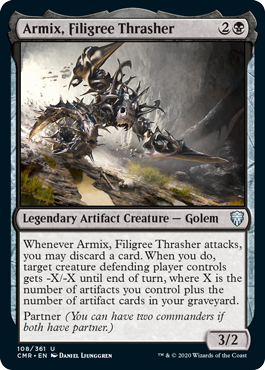 Armix, Filigree Thrasher 2
Legendary Artifact Creature — Golem
Whenever Armix, Filigree Thrasher attacks,
you may discard a card. When you do,
target creature defending player controls
gets -X/-X until end of turn, where X is the
number of artifacts you control plus the
number of artifact cards in your graveyard.
Partner (You can have two commanders if
both have partner.)
3/2
108/361 U
CMR • EN Daniel Ljunggren
™ & © 2020 Wizards of the Coast